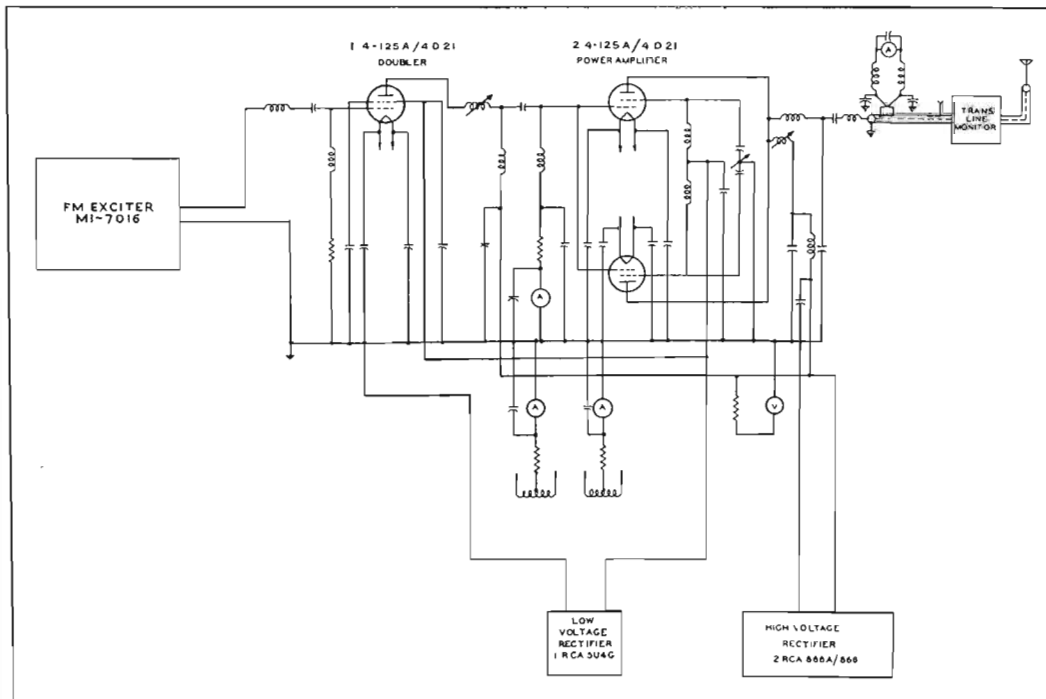 1 4-125A/4D21
DOUBLER
2 4-125A/4D21
POWER AMPLIFIER
A
TRANS
LINE
MONITOR
FM EXCITER
MI-7016
A
A
A
V
LOW
VOLTAGE
RECTIFIER
1 RCA 5U4G
HIGH VOLTAGE
RECTIFIER
2 RCA 866A/866